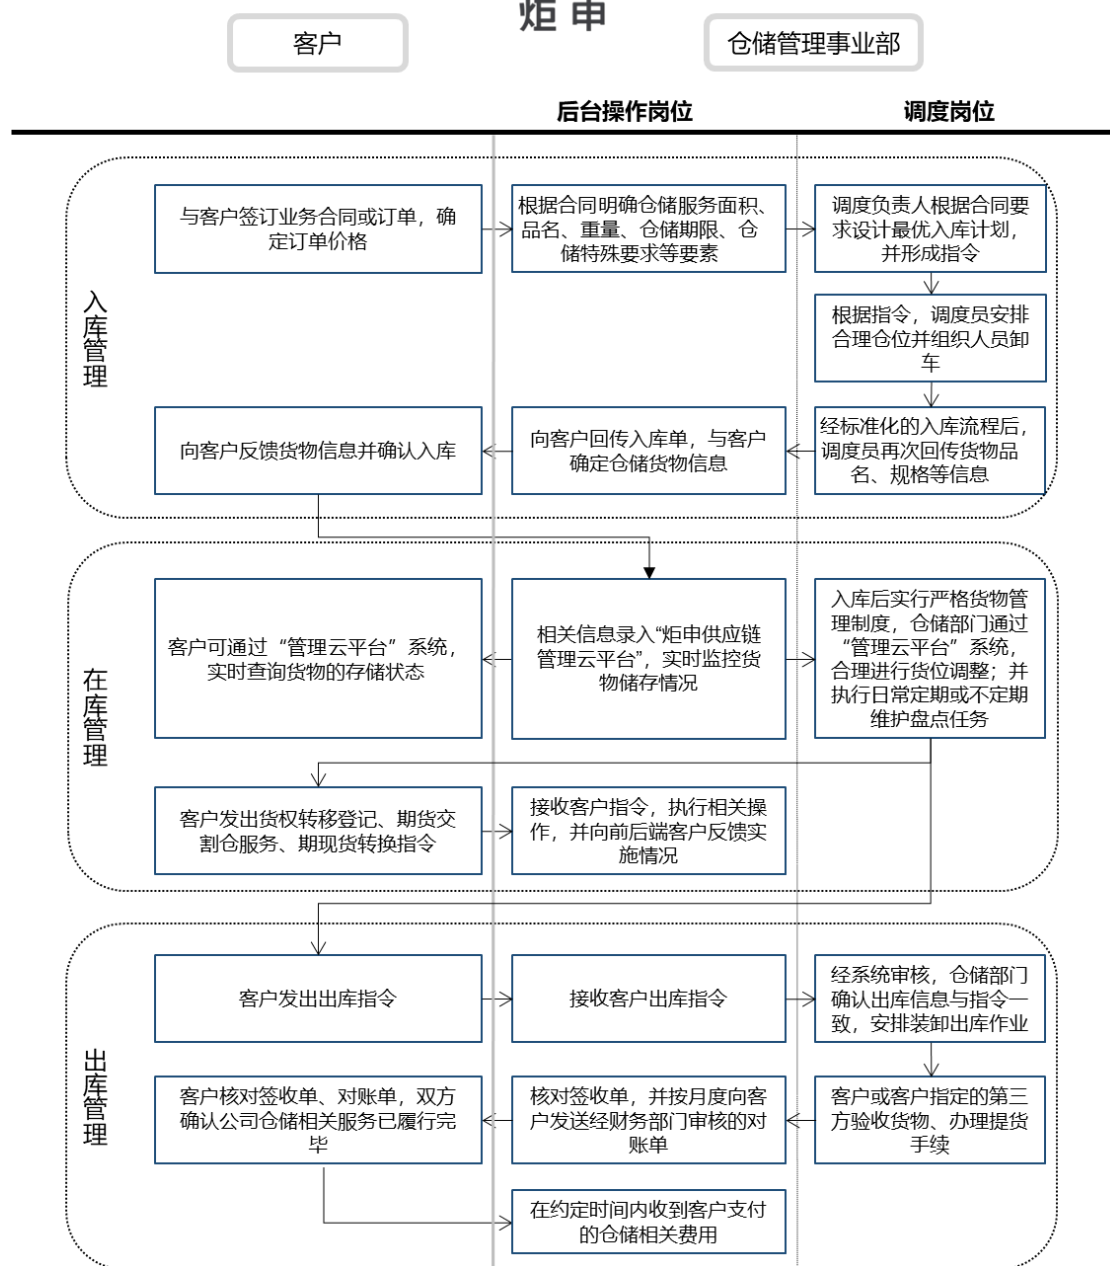 炬申
客户
仓储管理事业部
后台操作岗位
调度岗位
入库管理
与客户签订业务合同或订单，确
定订单价格
根据合同明确仓储服务面积、
品名、重量、仓储期限、仓
储特殊要求等要素
调度负责人根据合同要
求设计最优入库计划，
并形成指令
根据指令，调度员安排
合理仓位并组织人员卸
车
经标准化的入库流程后，
调度员再次回传货物品
名、规格等信息
向客户回传入库单，与客户
确定仓储货物信息
向客户反馈货物信息并确认入库
在库管理
客户可通过“管理云平台”系统，
实时查询货物的存储状态
相关信息录入“炬申供应链
管理云平台”，实时监控货
物储存情况
入库后实行严格货物管
理制度，仓储部门通过
“管理云平台”系统，
合理进行货位调整；并
执行日常定期或不定期
维护盘点任务
客户发出货权转移登记、期货交
割仓服务、期现货转换指令
接收客户指令，执行相关操
作，并向前后端客户反馈实
施情况
出库管理
客户发出出库指令
接收客户出库指令
经系统审核，仓储部门
确认出库信息与指令一
致，安排装卸出库作业
客户或客户指定的第三
方验收货物、办理提货
手续
核对签收单，并按月度向客
户发送经财务部门审核的对
账单
客户核对签收单、对账单，双方
确认公司仓储相关服务已履行完
毕
在约定时间内收到客户支付
的仓储相关费用